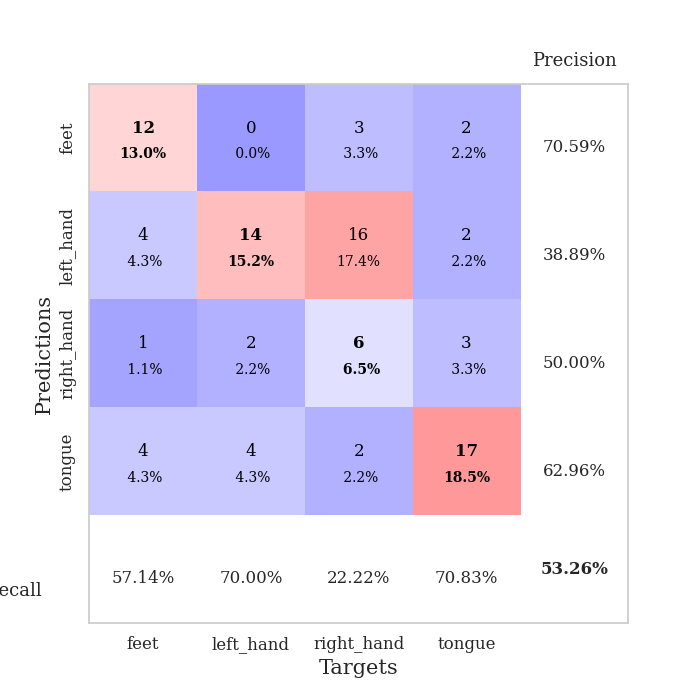 Precision
feet 12 0 3 2 70.59%
13.0% 0.0% 3.3% 2.2%
left_hand 4 14 16 2 38.89%
4.3% 15.2% 17.4% 2.2%
right_hand 1 2 6 3 50.00%
1.1% 2.2% 6.5% 3.3%
tongue 4 4 2 17 62.96%
4.3% 4.3% 2.2% 18.5%
Predictions
ecall 57.14% 70.00% 22.22% 70.83% 53.26%
feet left_hand right_hand tongue
Targets